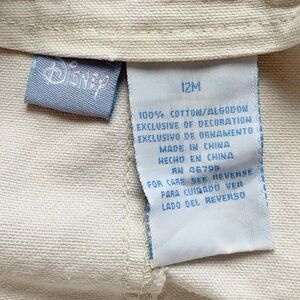 Disney
12M
100% COTTON/ALGODON
EXCLUSIVE OF DECORATION
EXCLUSIVO DE ORNAMENTO
MADE IN CHINA
HECHO EN CHINA
RN 46799
FOR CARE SEE REVERSE
PARA CUIDADO VER
LADO DEL REVERSO